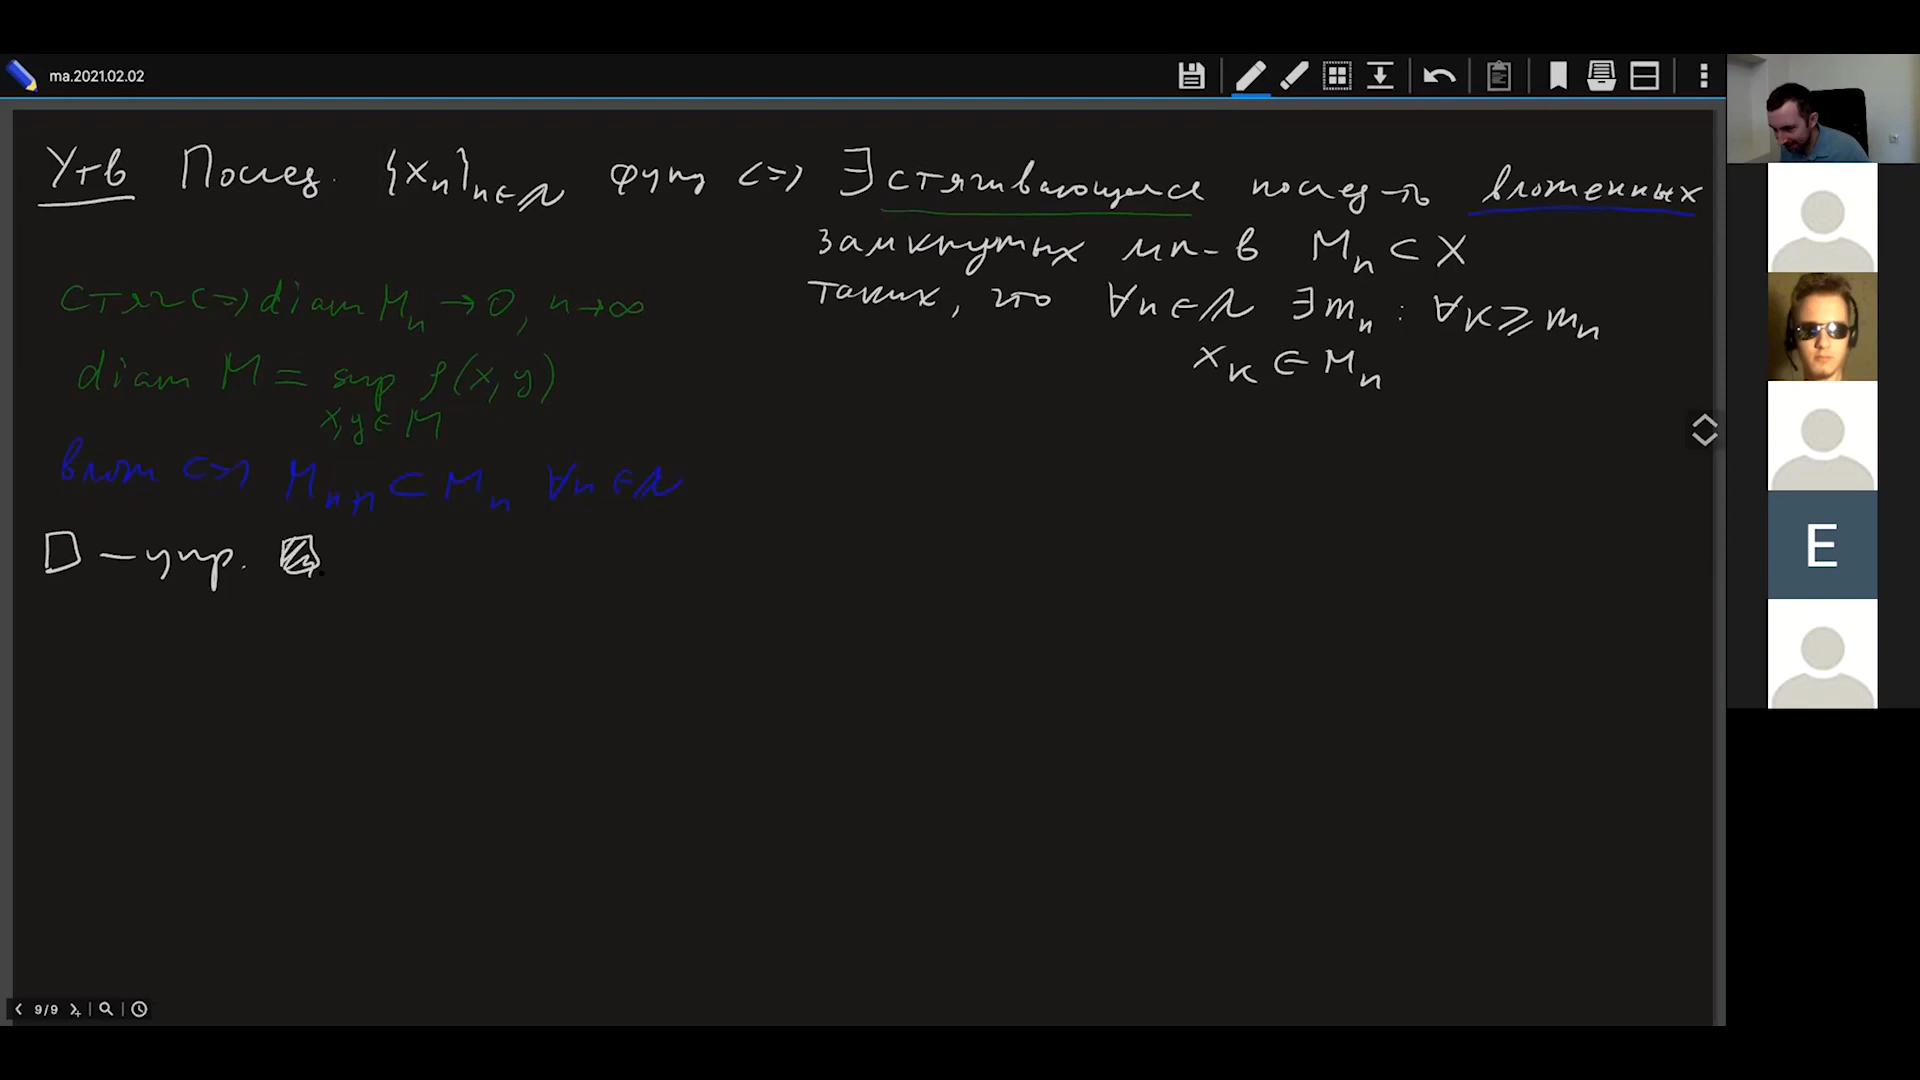 ma.2021.02.02
Утв Послед. {xₙ}ₙ∈ℕ фунд <=> ∃ стягивающаяся послед-ть вложенных
замкнутых мн-в Mₙ ⊂ X
таких, что ∀n∈ℕ ∃mₙ : ∀k⩾mₙ
xₖ ∈ Mₙ
стяг <=> diam Mₙ → 0, n→∞
diam M = sup ρ(x,y)
x,y∈M
влож <=> Mₙ₊₁ ⊂ Mₙ ∀n∈ℕ
D – упр.
E
9/9